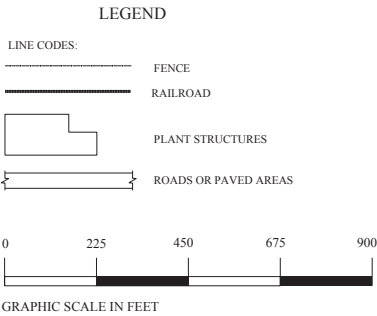 LEGEND
LINE CODES:
FENCE
RAILROAD
PLANT STRUCTURES
ROADS OR PAVED AREAS
0 225 450 675 900
GRAPHIC SCALE IN FEET